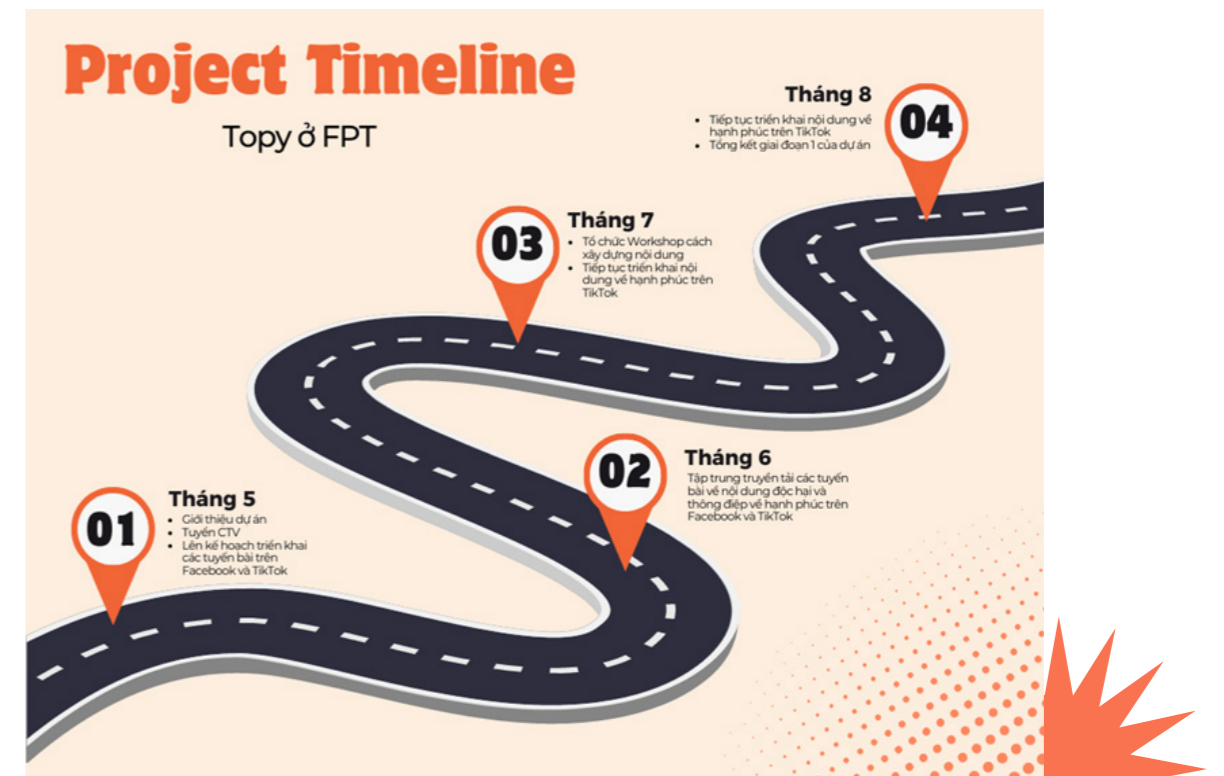 Project Timeline
Topy ở FPT
01
Tháng 5
• Giới thiệu dự án
• Tuyển CTV
• Lên kế hoạch triển khai
các tuyến bài trên
Facebook và TikTok
02
Tháng 6
Tập trung truyền tải các tuyến
bài về nội dung độc hại và
thông điệp về hạnh phúc trên
Facebook và TikTok
03
Tháng 7
• Tổ chức Workshop cách
xây dựng nội dung
• Tiếp tục triển khai nội
dung về hạnh phúc trên
TikTok
04
Tháng 8
• Tiếp tục triển khai nội dung về
hạnh phúc trên TikTok
• Tổng kết giai đoạn 1 của dự án